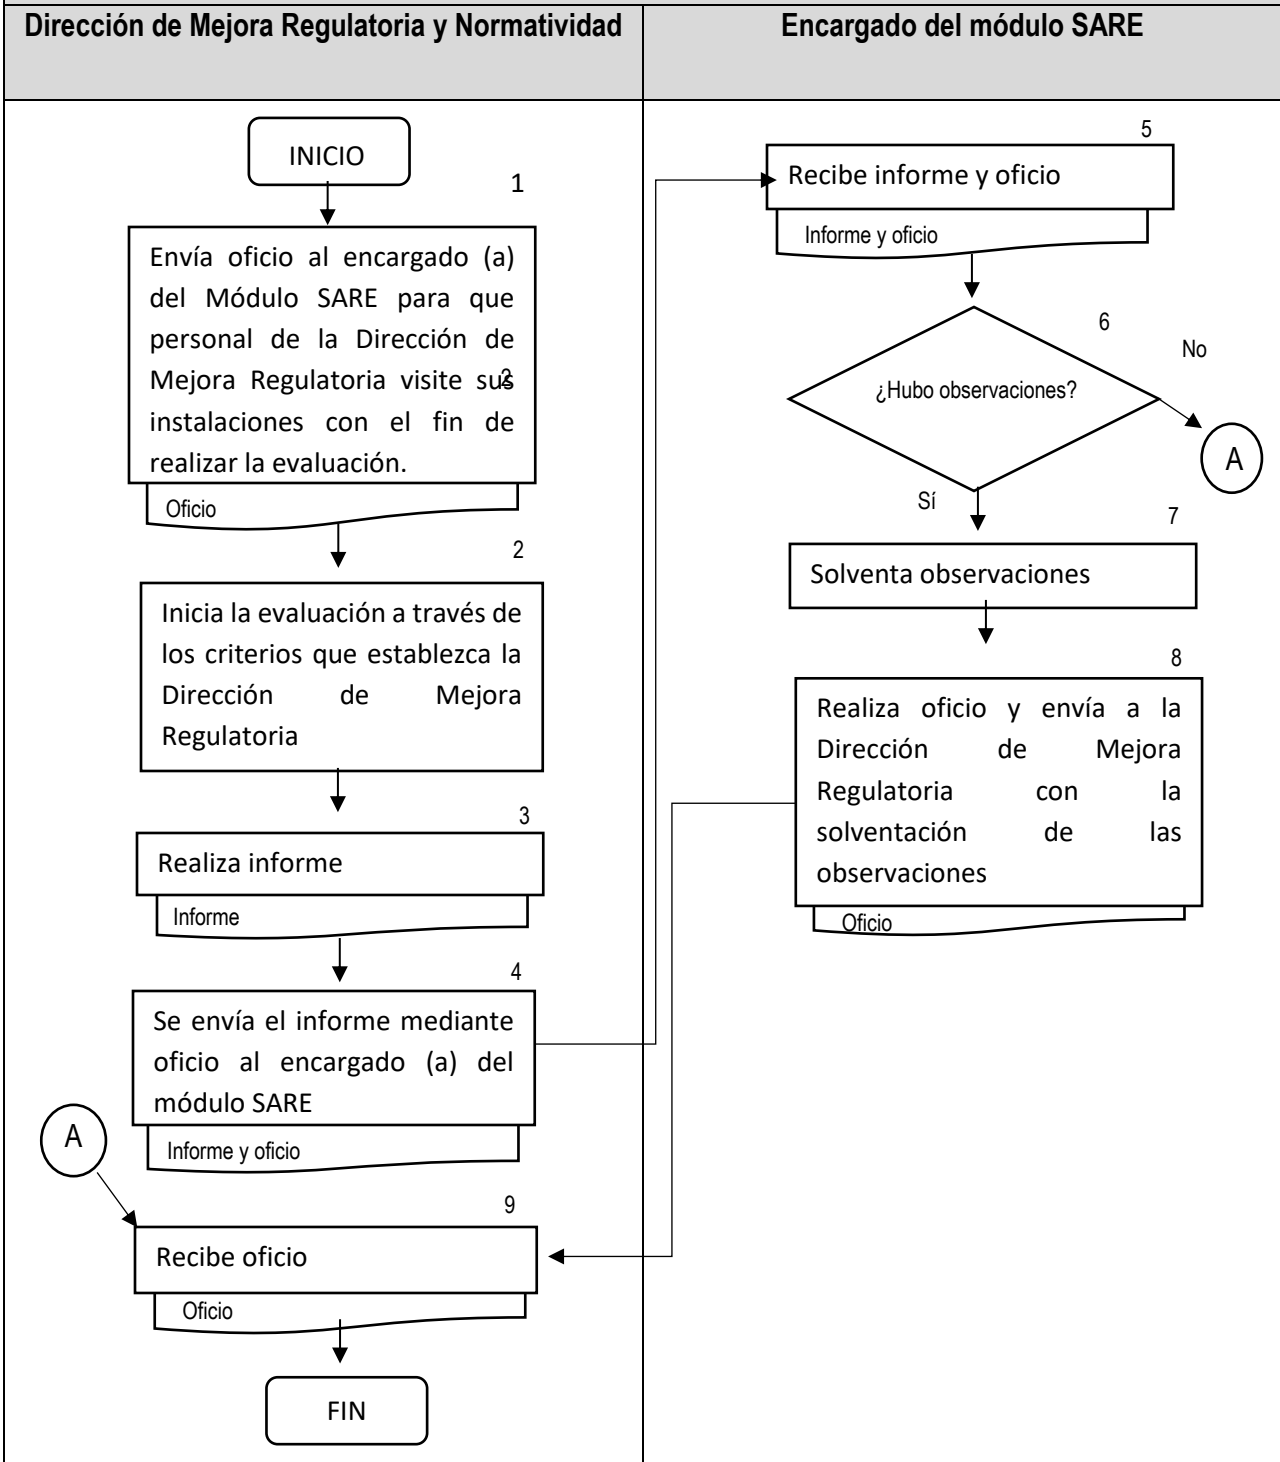 Dirección de Mejora Regulatoria y Normatividad
Encargado del módulo SARE
INICIO
1
Envía oficio al encargado (a)
del Módulo SARE para que
personal de la Dirección de
Mejora Regulatoria visite sus
2
instalaciones con el fin de
realizar la evaluación.
Oficio
2
Inicia la evaluación a través de
los criterios que establezca la
Dirección de Mejora
Regulatoria
3
Realiza informe
Informe
4
Se envía el informe mediante
oficio al encargado (a) del
módulo SARE
Informe y oficio
A
9
Recibe oficio
Oficio
FIN
5
Recibe informe y oficio
Informe y oficio
6
¿Hubo observaciones?
No
A
Sí
7
Solventa observaciones
8
Realiza oficio y envía a la
Dirección de Mejora
Regulatoria con la
solventación de las
observaciones
Oficio